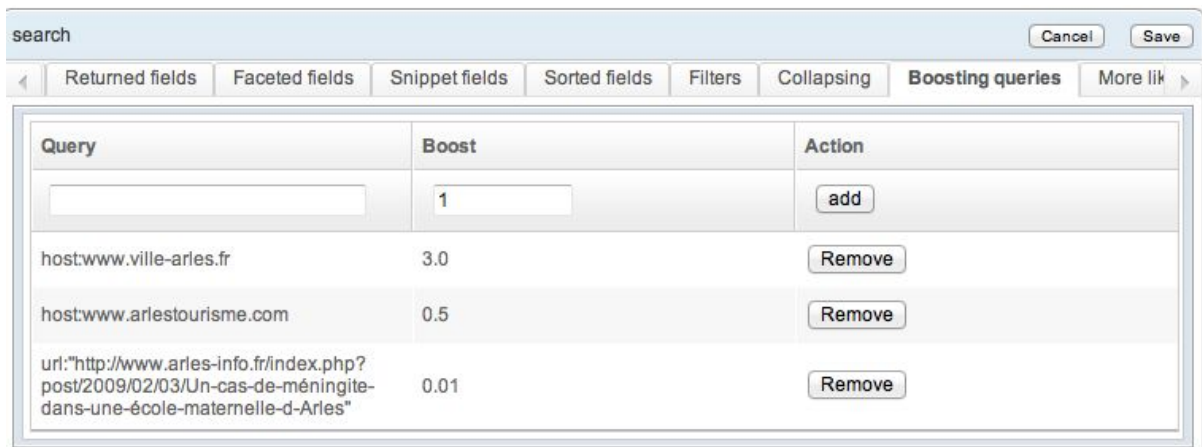 search Cancel Save
Returned fields Faceted fields Snippet fields Sorted fields Filters Collapsing Boosting queries More lik
Query Boost Action
1 add
host:www.ville-arles.fr 3.0 Remove
host:www.arlestourisme.com 0.5 Remove
url:"http://www.arles-info.fr/index.php?
post/2009/02/03/Un-cas-de-méningite- 0.01 Remove
dans-une-école-maternelle-d-Arles"